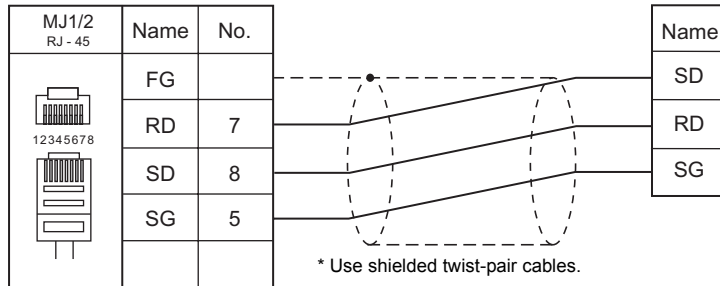 MJ1/2 Name No. Name
RJ - 45
FG SD
RD 7 RD
12345678
SD 8 SG
SG 5
* Use shielded twist-pair cables.